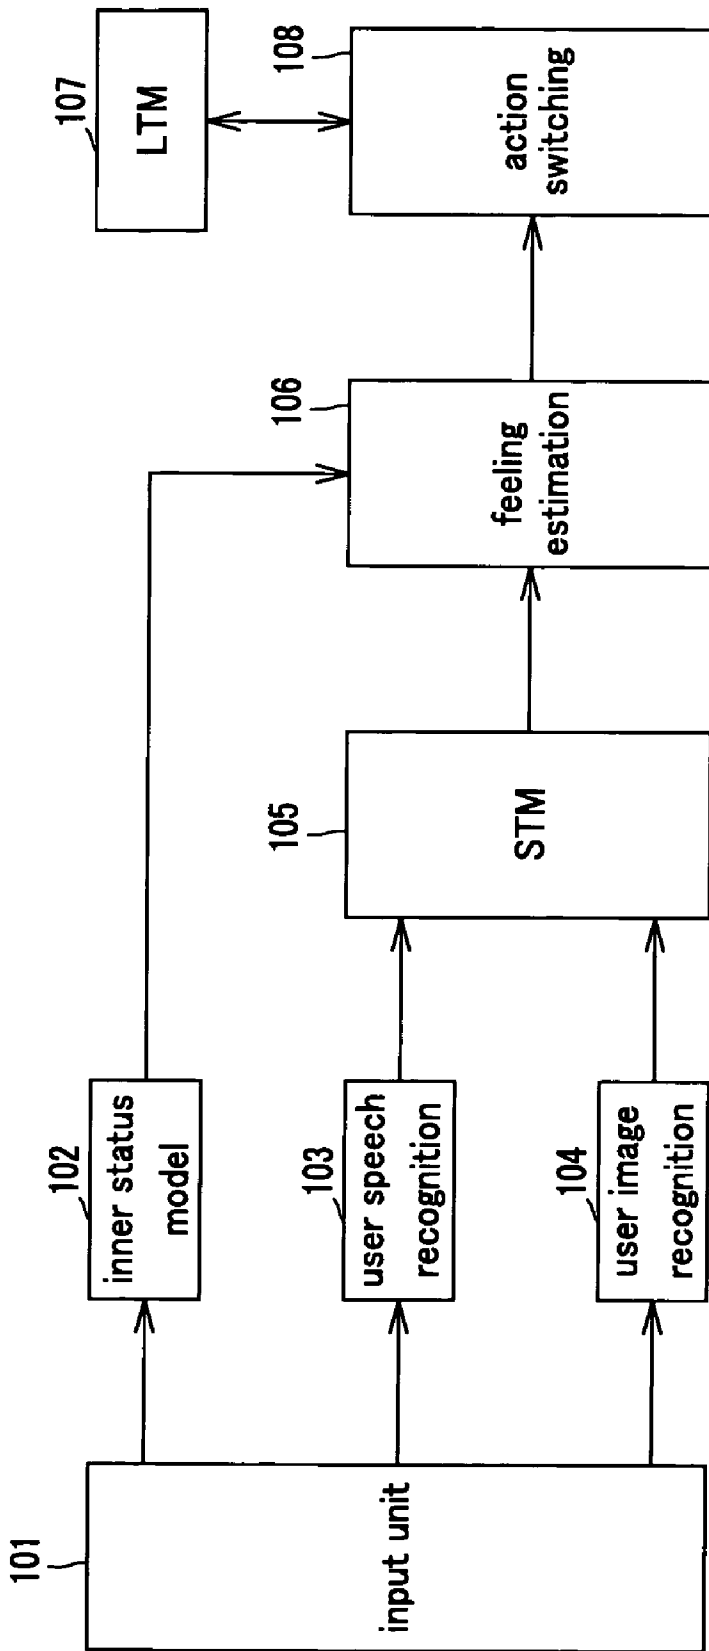 101
input unit
102
inner status
model
103
user speech
recognition
104
user image
recognition
105
STM
106
feeling
estimation
107
LTM
108
action
switching